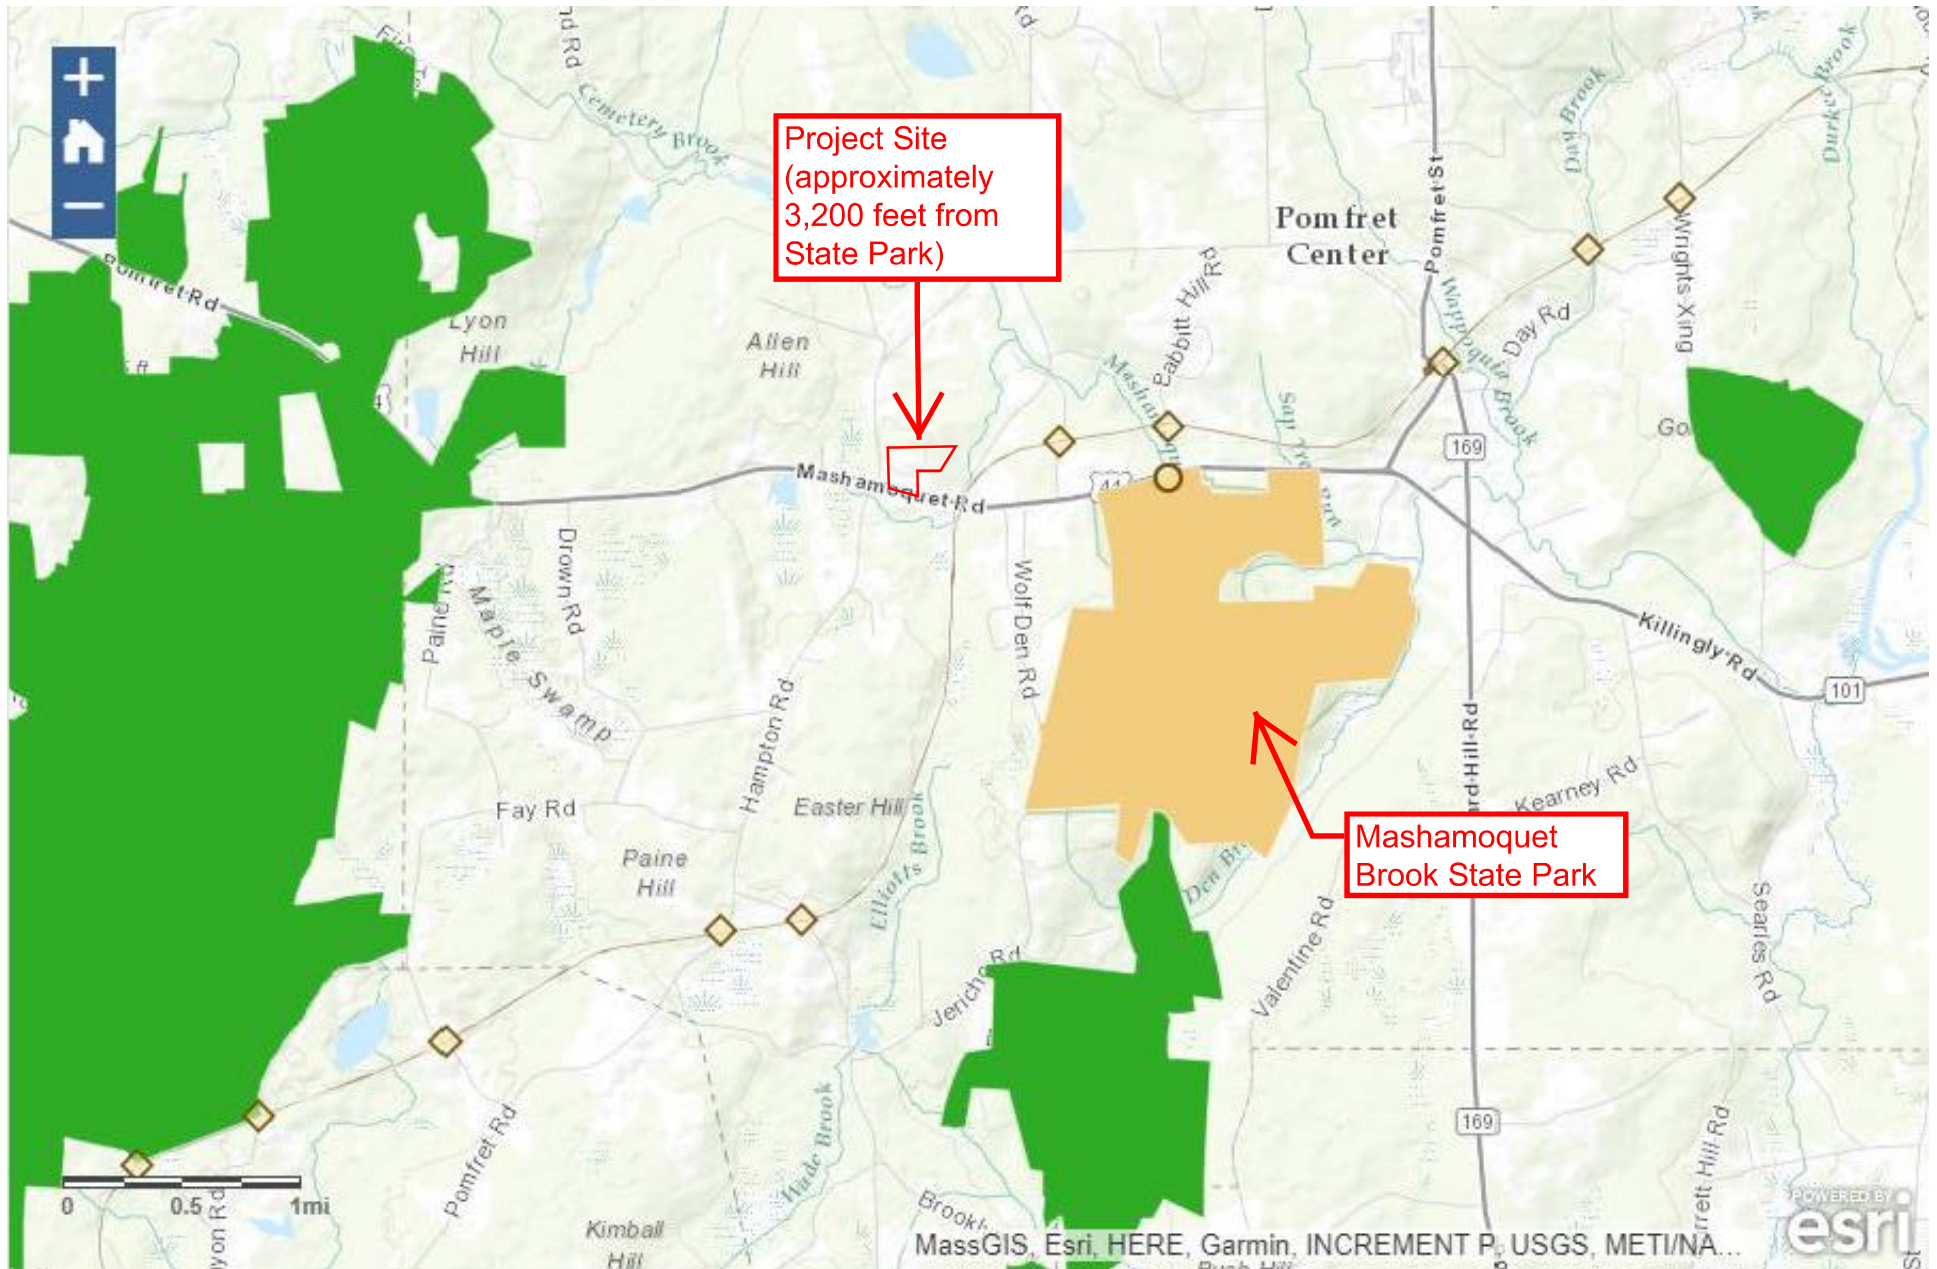 Cemetery Brook
Project Site
(approximately
3,200 feet from
State Park)
Pomfret
Center
Pomfret St
Day Brook
Durkee Brook
Wrights Xing
Pomfret Rd
Lyon
Hill
Allen
Hill
Babbitt Hill Rd
Wappoquia Brook
Day Rd
169
Mashamoquet Rd
44
Wolf Den Rd
Drown Rd
Paine Rd
Maple Swamp
Hampton Rd
Killingly Rd
101
Fay Rd
Easter Hill
Elliotts Brook
Paine
Hill
Kearney Rd
Mashamoquet
Brook State Park
Valentine Rd
Searles Rd
Jericho Rd
169
Pomfret Rd
Wade Brook
0 0.5 1mi
Kimball
Hill
MassGIS, Esri, HERE, Garmin, INCREMENT P, USGS, METI/NA...
POWERED BY
esri